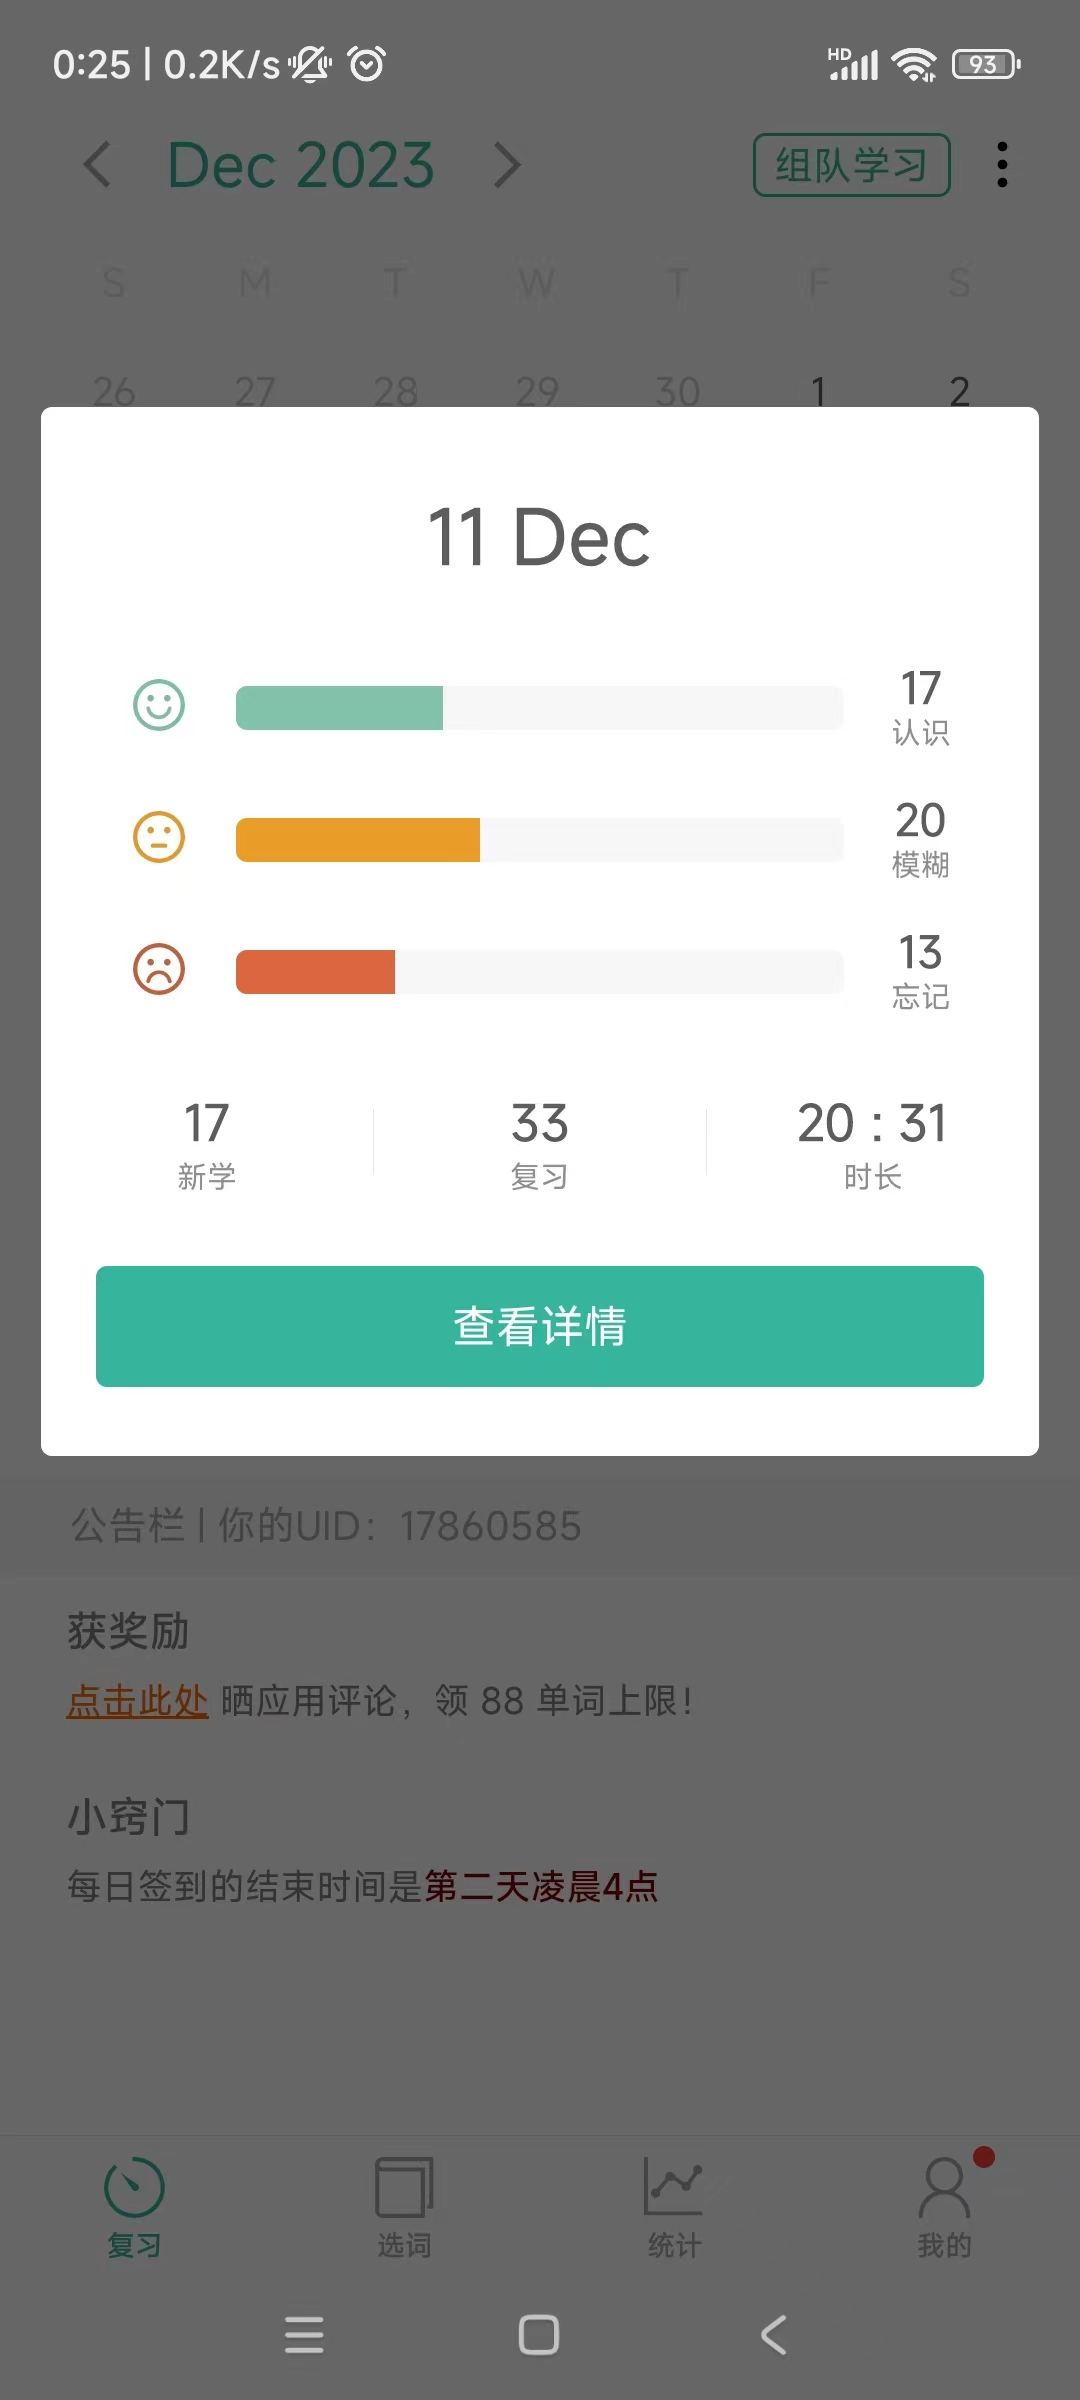 0:25 | 0.2K/s HD 93
Dec 2023 组队学习
S M T W T F S
26 27 28 29 30 1 2
11 Dec
17
认识
20
模糊
13
忘记
17 33 20 : 31
新学 复习 时长
查看详情
公告栏 | 你的UID: 17860585
获奖励
点击此处 晒应用评论，领 88 单词上限！
小窍门
每日签到的结束时间是第二天凌晨4点
复习 选词 统计 我的